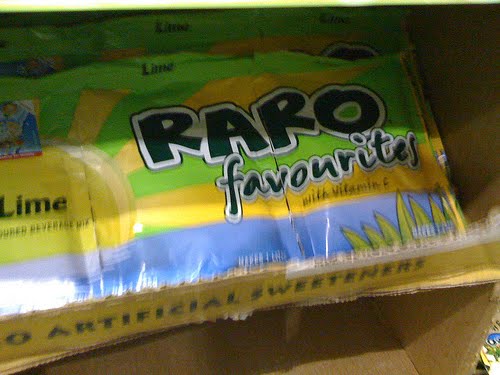 Lime
Lime
RARO
favourites
with Vitamin C
Lime
ARTIFICIAL SWEETENERS